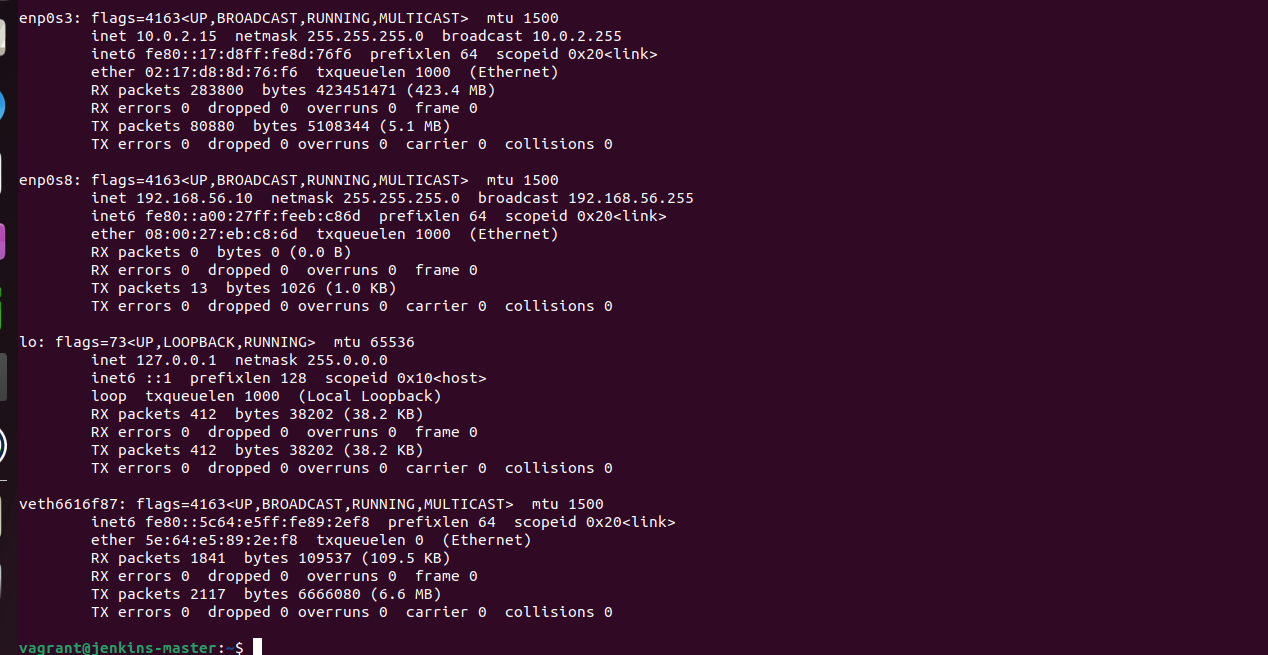 enp0s3: flags=4163<UP,BROADCAST,RUNNING,MULTICAST>  mtu 1500
        inet 10.0.2.15  netmask 255.255.255.0  broadcast 10.0.2.255
        inet6 fe80::17:d8ff:fe8d:76f6  prefixlen 64  scopeid 0x20<link>
        ether 02:17:d8:8d:76:f6  txqueuelen 1000  (Ethernet)
        RX packets 283800  bytes 423451471 (423.4 MB)
        RX errors 0  dropped 0  overruns 0  frame 0
        TX packets 80880  bytes 5108344 (5.1 MB)
        TX errors 0  dropped 0 overruns 0  carrier 0  collisions 0

enp0s8: flags=4163<UP,BROADCAST,RUNNING,MULTICAST>  mtu 1500
        inet 192.168.56.10  netmask 255.255.255.0  broadcast 192.168.56.255
        inet6 fe80::a00:27ff:feeb:c86d  prefixlen 64  scopeid 0x20<link>
        ether 08:00:27:eb:c8:6d  txqueuelen 1000  (Ethernet)
        RX packets 0  bytes 0 (0.0 B)
        RX errors 0  dropped 0  overruns 0  frame 0
        TX packets 13  bytes 1026 (1.0 KB)
        TX errors 0  dropped 0 overruns 0  carrier 0  collisions 0

lo: flags=73<UP,LOOPBACK,RUNNING>  mtu 65536
        inet 127.0.0.1  netmask 255.0.0.0
        inet6 ::1  prefixlen 128  scopeid 0x10<host>
        loop  txqueuelen 1000  (Local Loopback)
        RX packets 412  bytes 38202 (38.2 KB)
        RX errors 0  dropped 0  overruns 0  frame 0
        TX packets 412  bytes 38202 (38.2 KB)
        TX errors 0  dropped 0 overruns 0  carrier 0  collisions 0

veth6616f87: flags=4163<UP,BROADCAST,RUNNING,MULTICAST>  mtu 1500
        inet6 fe80::5c64:e5ff:fe89:2ef8  prefixlen 64  scopeid 0x20<link>
        ether 5e:64:e5:89:2e:f8  txqueuelen 0  (Ethernet)
        RX packets 1841  bytes 109537 (109.5 KB)
        RX errors 0  dropped 0  overruns 0  frame 0
        TX packets 2117  bytes 6666080 (6.6 MB)
        TX errors 0  dropped 0 overruns 0  carrier 0  collisions 0

vagrant@jenkins-master:~$